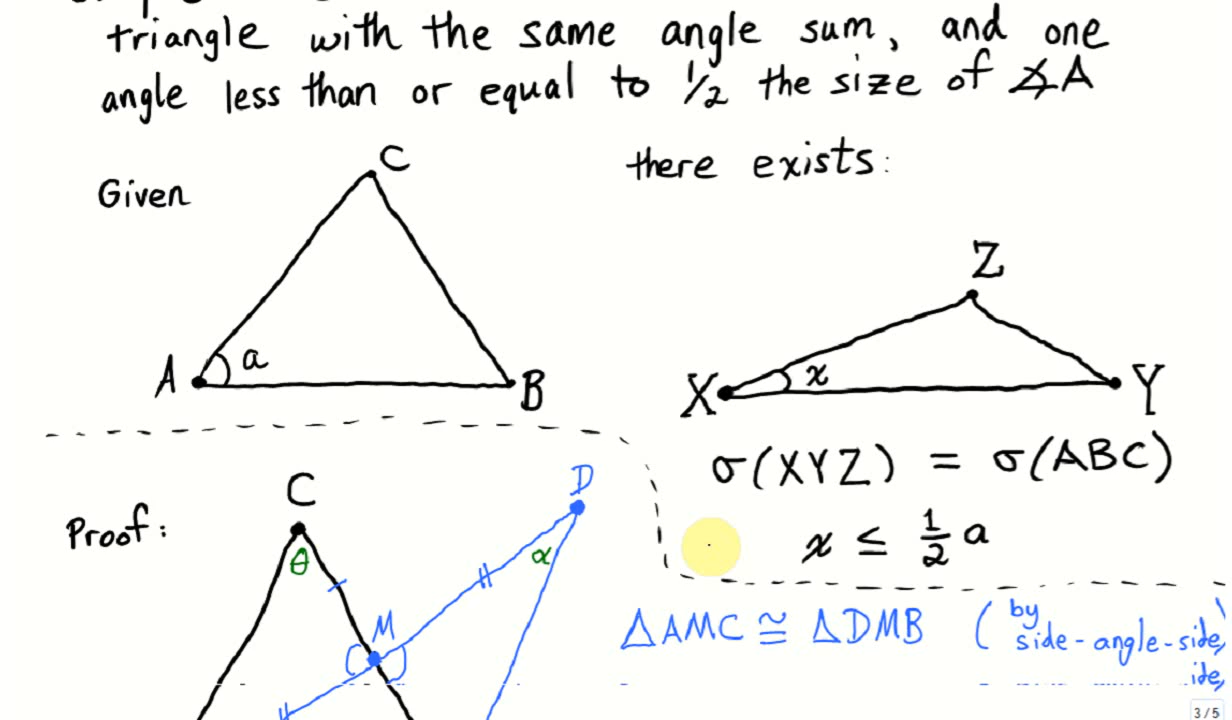 triangle with the same angle sum, and one
angle less than or equal to 1/2 the size of ∡A
Given
there exists:
C
A
a
B
Z
X
x
Y
σ(XYZ) = σ(ABC)
x ≤ 1/2 a
Proof:
C
θ
D
α
M
△AMC ≅ △DMB (by
side-angle-side,
ide,
3/5